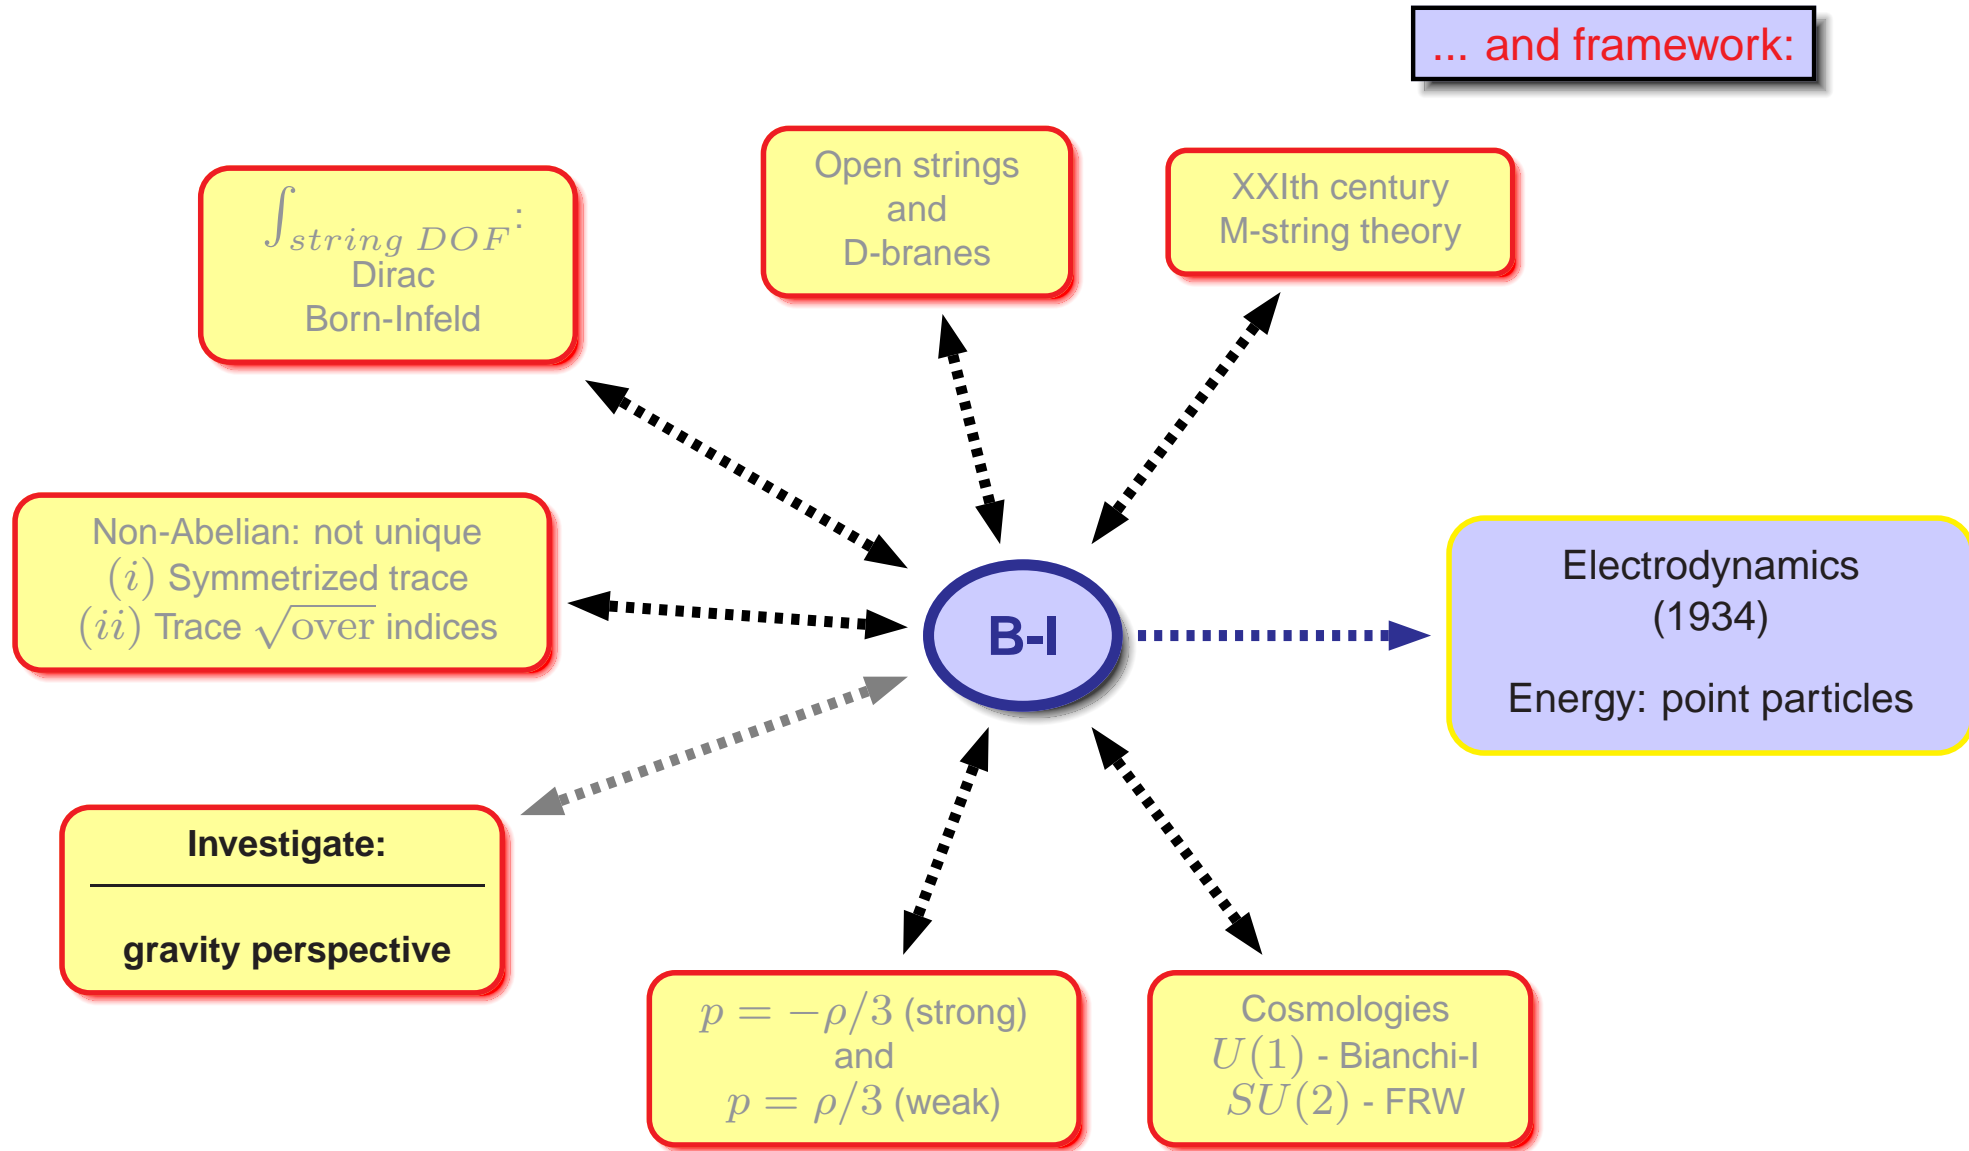 ... and framework:
∫_{string DOF}:
Dirac
Born-Infeld
Open strings
and
D-branes
XXIth century
M-string theory
Non-Abelian: not unique
(i) Symmetrized trace
(ii) Trace √over indices
B-I
Electrodynamics
(1934)
Energy: point particles
Investigate:
gravity perspective
p = −ρ/3 (strong)
and
p = ρ/3 (weak)
Cosmologies
U(1) - Bianchi-I
SU(2) - FRW